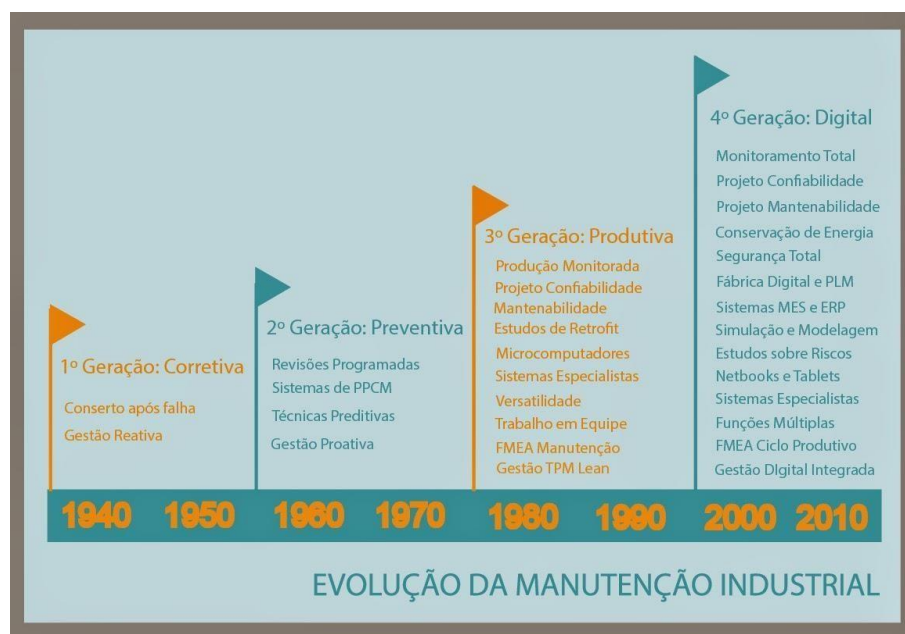 1º Geração: Corretiva
Conserto após falha
Gestão Reativa
2º Geração: Preventiva
Revisões Programadas
Sistemas de PPCM
Técnicas Preditivas
Gestão Proativa
3º Geração: Produtiva
Produção Monitorada
Projeto Confiabilidade
Mantenabilidade
Estudos de Retrofit
Microcomputadores
Sistemas Especialistas
Versatilidade
Trabalho em Equipe
FMEA Manutenção
Gestão TPM Lean
4º Geração: Digital
Monitoramento Total
Projeto Confiabilidade
Projeto Mantenabilidade
Conservação de Energia
Segurança Total
Fábrica Digital e PLM
Sistemas MES e ERP
Simulação e Modelagem
Estudos sobre Riscos
Netbooks e Tablets
Sistemas Especialistas
Funções Múltiplas
FMEA Ciclo Produtivo
Gestão DIgital Integrada
1940 1950 1960 1970 1980 1990 2000 2010
EVOLUÇÃO DA MANUTENÇÃO INDUSTRIAL